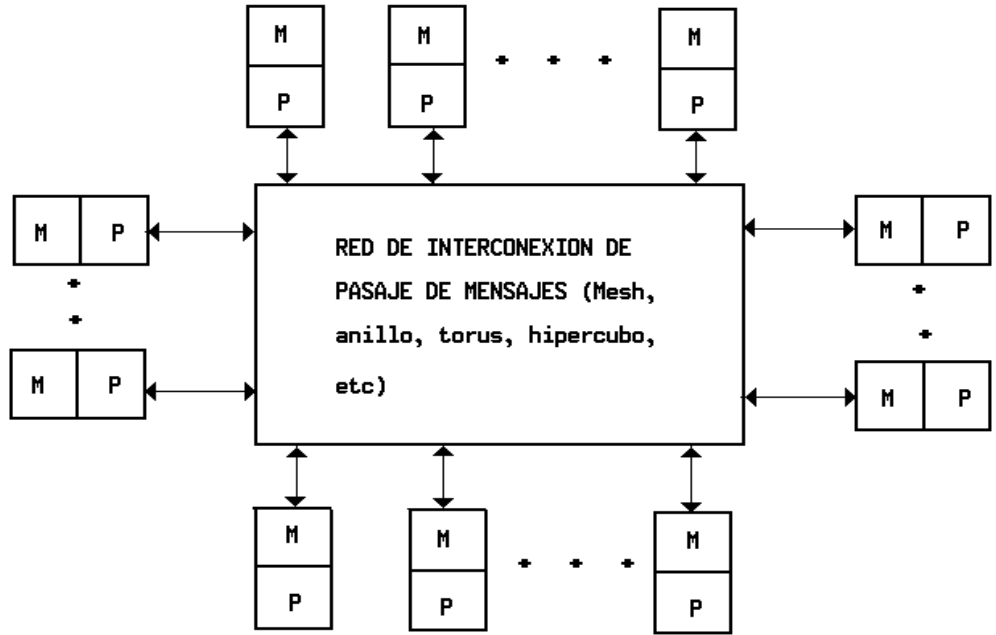 M M M
P P P
M P M P
RED DE INTERCONEXION DE
PASAJE DE MENSAJES (Mesh,
anillo, torus, hipercubo,
etc)
M P M P
M M M
P P P